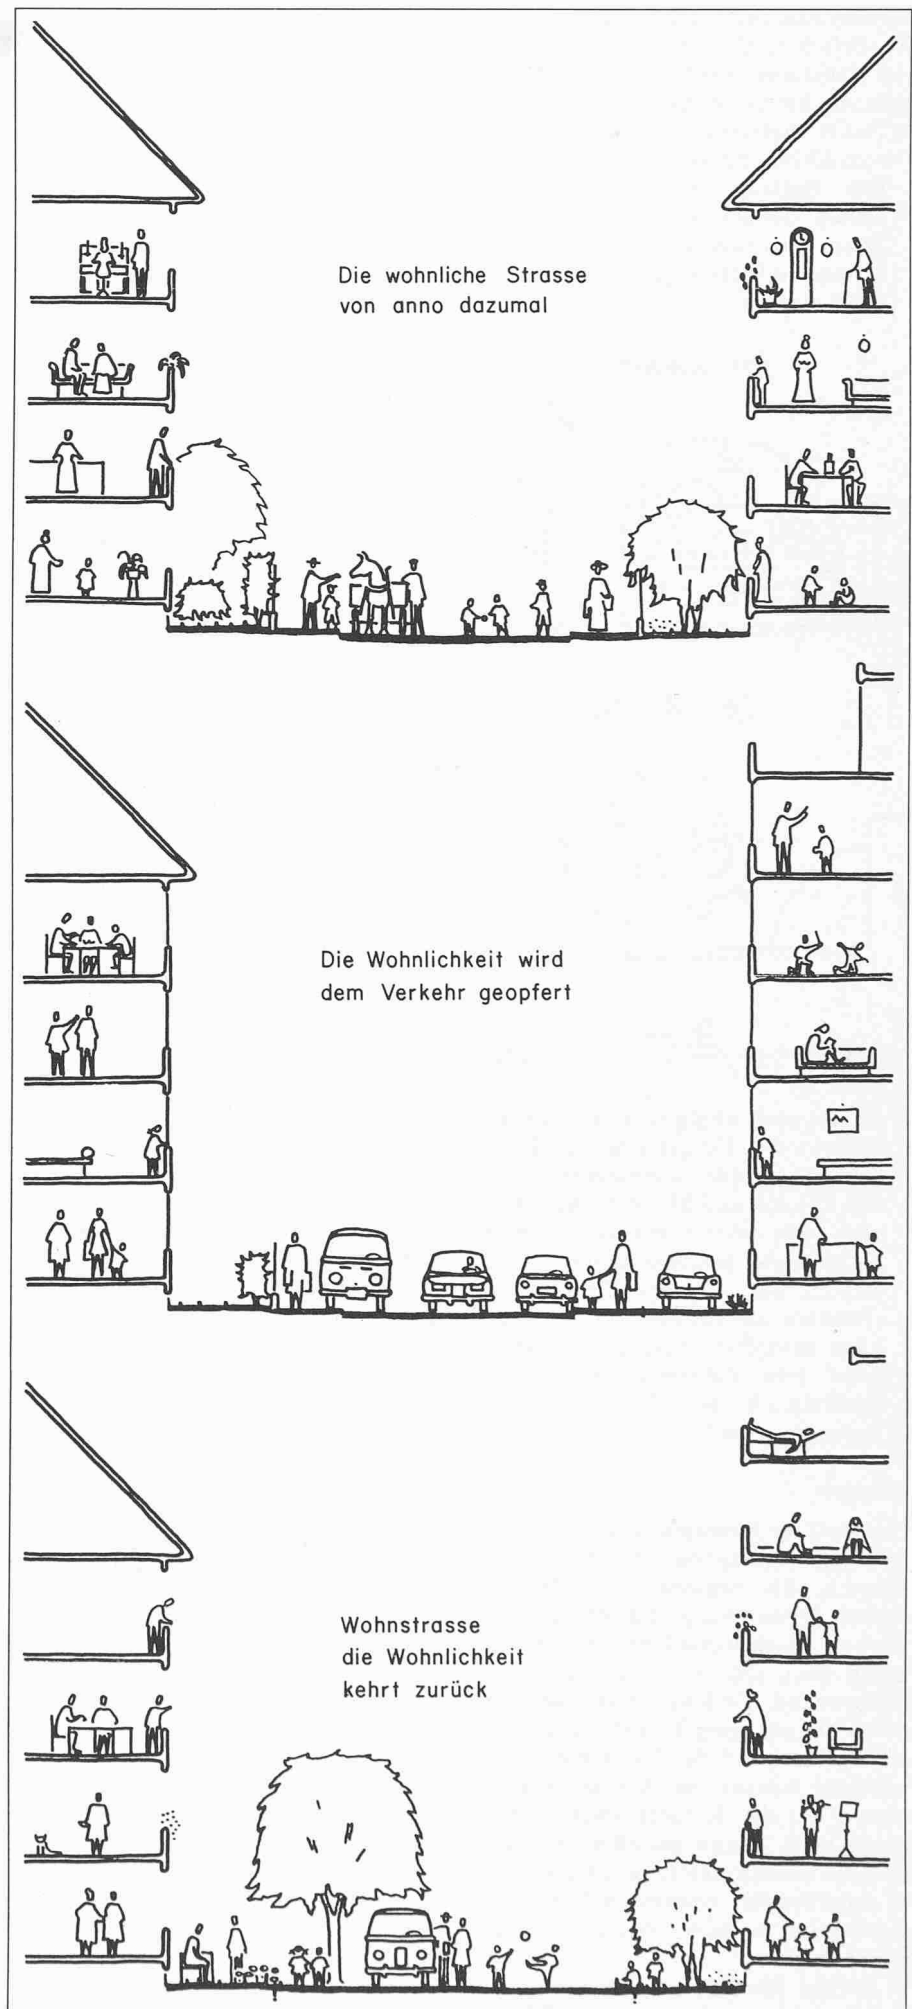 Die wohnliche Strasse
von anno dazumal
Die Wohnlichkeit wird
dem Verkehr geopfert
Wohnstrasse
die Wohnlichkeit
kehrt zurück